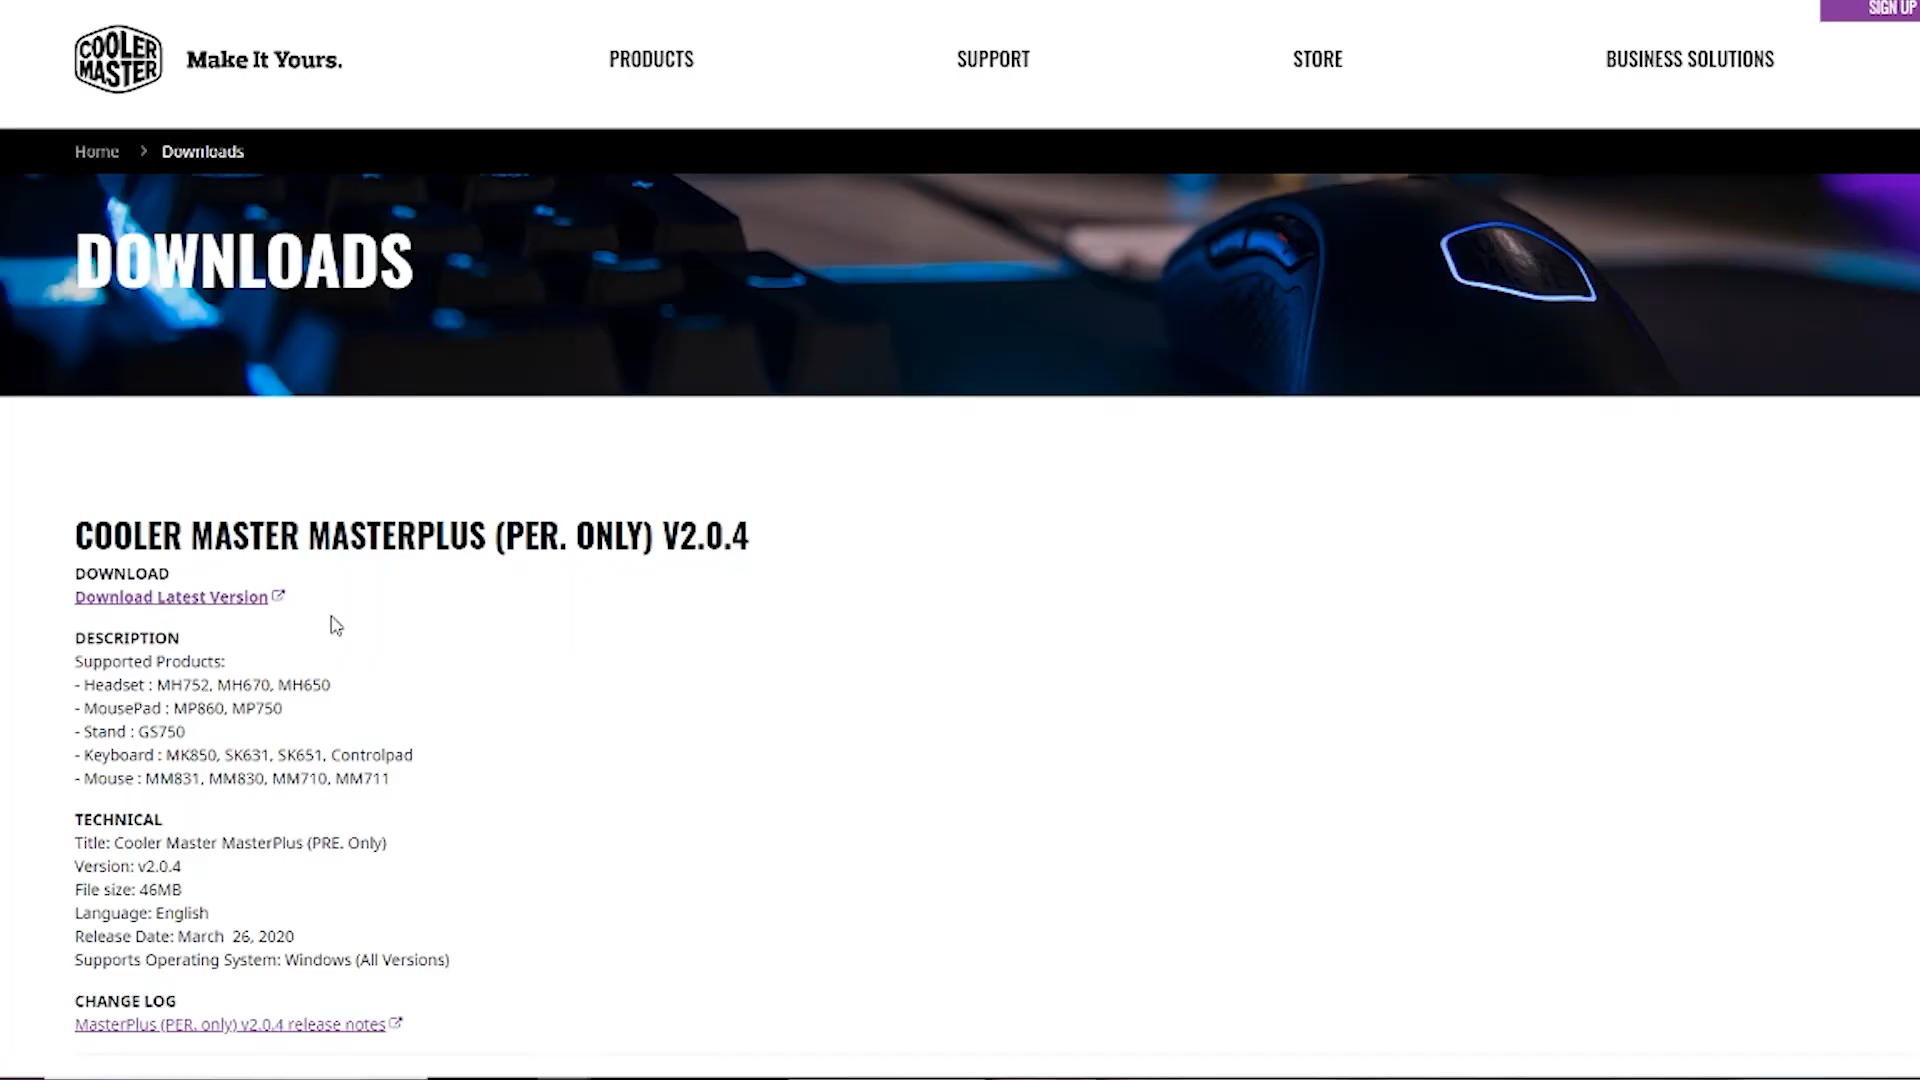 SIGN UP
COOLER MASTER
Make It Yours.
PRODUCTS
SUPPORT
STORE
BUSINESS SOLUTIONS
Home > Downloads
DOWNLOADS
COOLER MASTER MASTERPLUS (PER. ONLY) V2.0.4
DOWNLOAD
Download Latest Version
DESCRIPTION
Supported Products:
- Headset : MH752, MH670, MH650
- MousePad : MP860, MP750
- Stand : GS750
- Keyboard : MK850, SK631, SK651, Controlpad
- Mouse : MM831, MM830, MM710, MM711
TECHNICAL
Title: Cooler Master MasterPlus (PRE. Only)
Version: v2.0.4
File size: 46MB
Language: English
Release Date: March 26, 2020
Supports Operating System: Windows (All Versions)
CHANGE LOG
MasterPlus (PER. only) v2.0.4 release notes